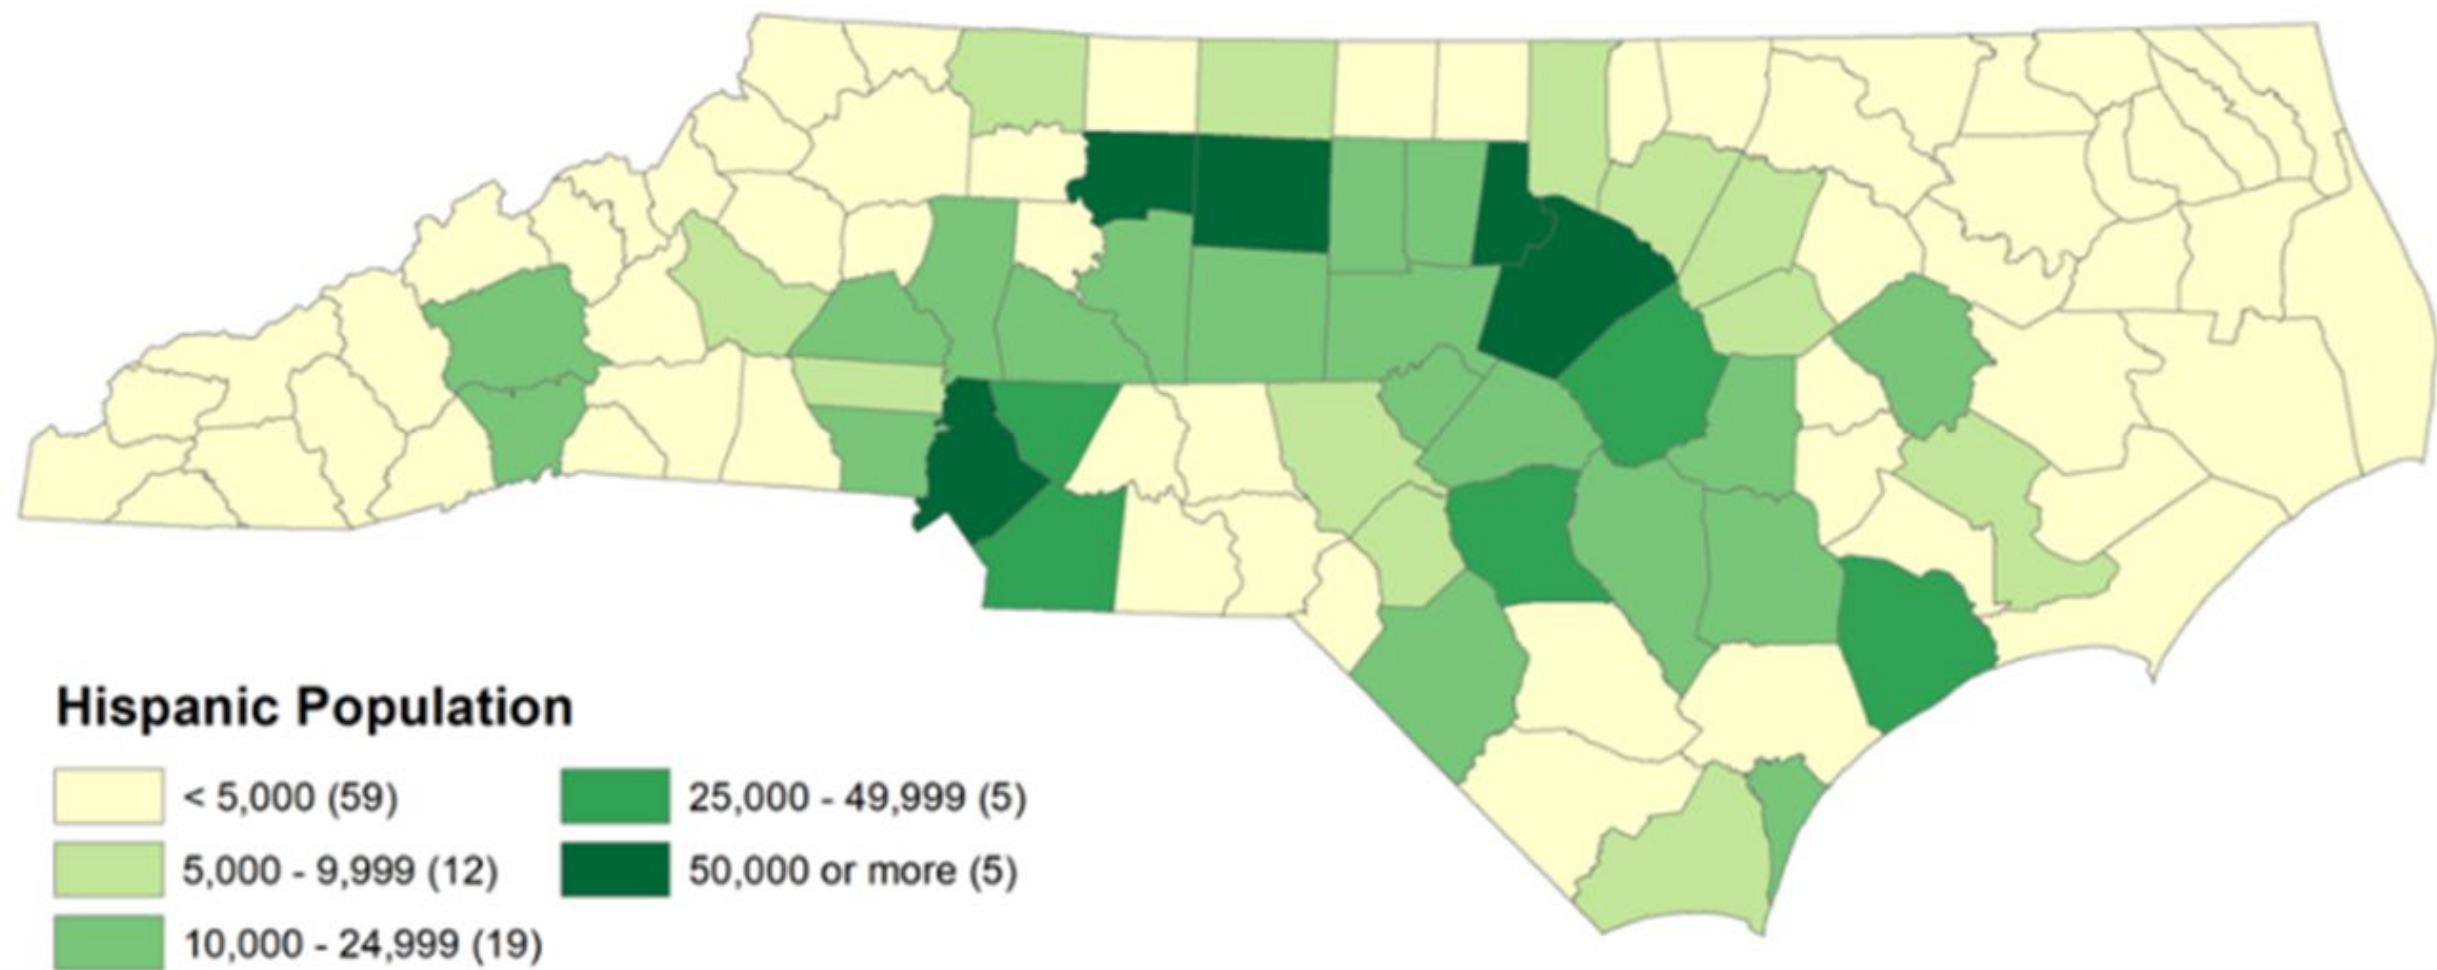 Hispanic Population
< 5,000 (59)
5,000 - 9,999 (12)
10,000 - 24,999 (19)
25,000 - 49,999 (5)
50,000 or more (5)